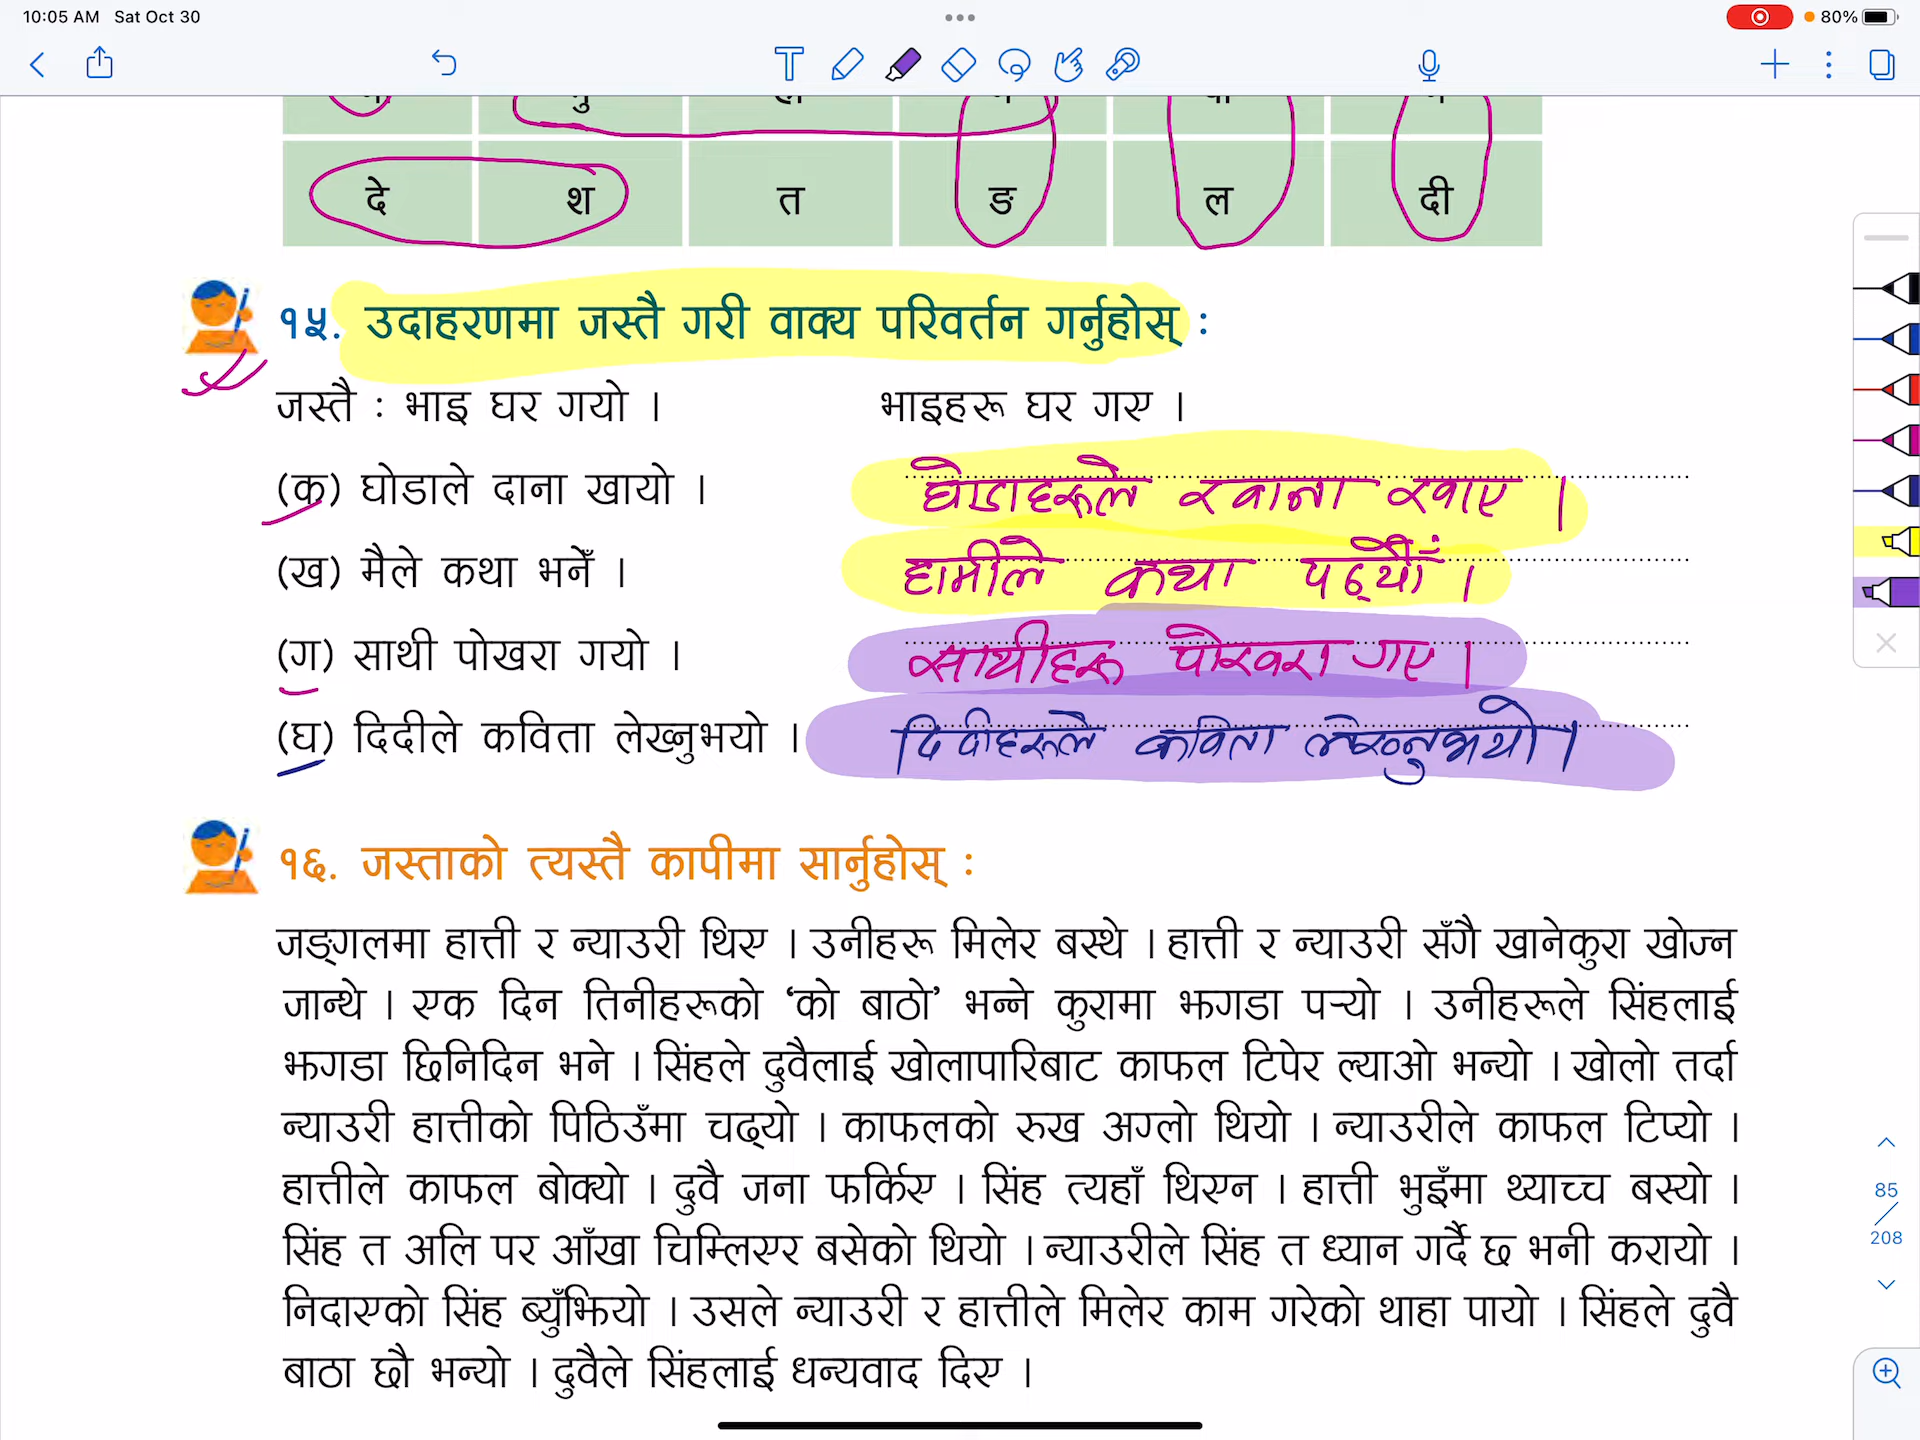 10:05 AM Sat Oct 30
80%
दे श त ङ ल दी
१५. उदाहरणमा जस्तै गरी वाक्य परिवर्तन गर्नुहोस् :
जस्तै : भाइ घर गयो । भाइहरू घर गए ।
(क) घोडाले दाना खायो । घोडाहरूले खाना खाए ।
(ख) मैले कथा भनेँ । हामीले कथा पढ्यौँ ।
(ग) साथी पोखरा गयो । साथीहरू पोखरा गए ।
(घ) दिदीले कविता लेख्नुभयो । दिदीहरूले कविता लेख्नुभयो ।
१६. जस्ताको त्यस्तै कापीमा सार्नुहोस् :
जङ्गलमा हात्ती र न्याउरी थिए । उनीहरू मिलेर बस्थे । हात्ती र न्याउरी सँगै खानेकुरा खोज्न
जान्थे । एक दिन तिनीहरूको ‘को बाठो’ भन्ने कुरामा झगडा पऱ्यो । उनीहरूले सिंहलाई
झगडा छिनिदिन भने । सिंहले दुवैलाई खोलापारिबाट काफल टिपेर ल्याओ भन्यो । खोलो तर्दा
न्याउरी हात्तीको पिठिउँमा चढ्यो । काफलको रुख अग्लो थियो । न्याउरीले काफल टिप्यो ।
हात्तीले काफल बोक्यो । दुवै जना फर्किए । सिंह त्यहाँ थिएन । हात्ती भुइँमा थ्याच्च बस्यो ।
सिंह त अलि पर आँखा चिम्लिएर बसेको थियो । न्याउरीले सिंह त ध्यान गर्दै छ भनी करायो ।
निदाएको सिंह ब्युँझियो । उसले न्याउरी र हात्तीले मिलेर काम गरेको थाहा पायो । सिंहले दुवै
बाठा छौ भन्यो । दुवैले सिंहलाई धन्यवाद दिए ।
85
208